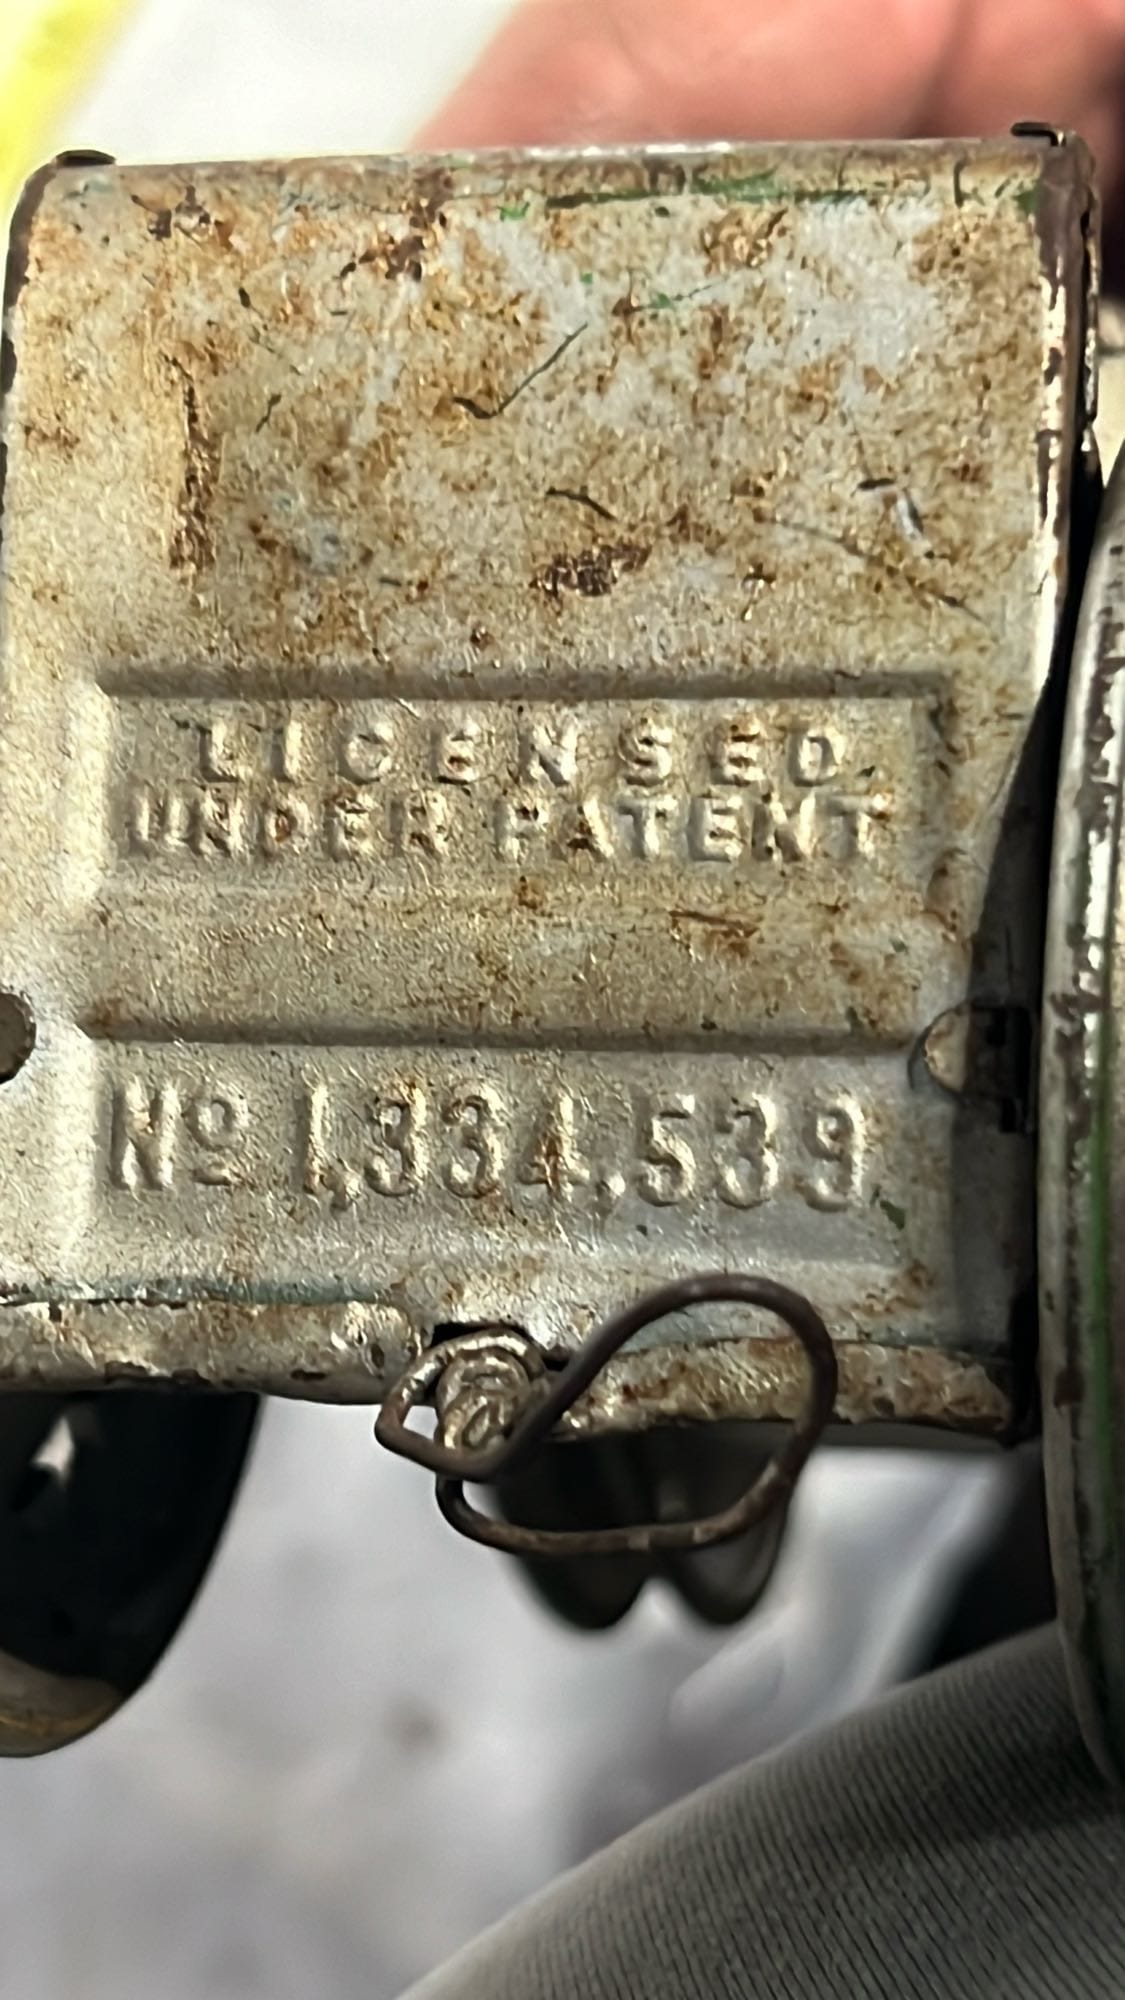 LICENSED
UNDER PATENT
Nº 1,334,539